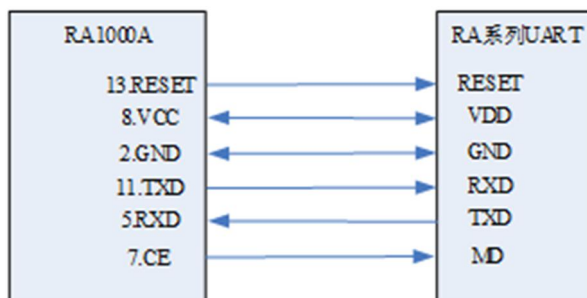 RA1000A RA系列UART
13.RESET RESET
8.VCC VDD
2.GND GND
11.TXD RXD
5.RXD TXD
7.CE MD